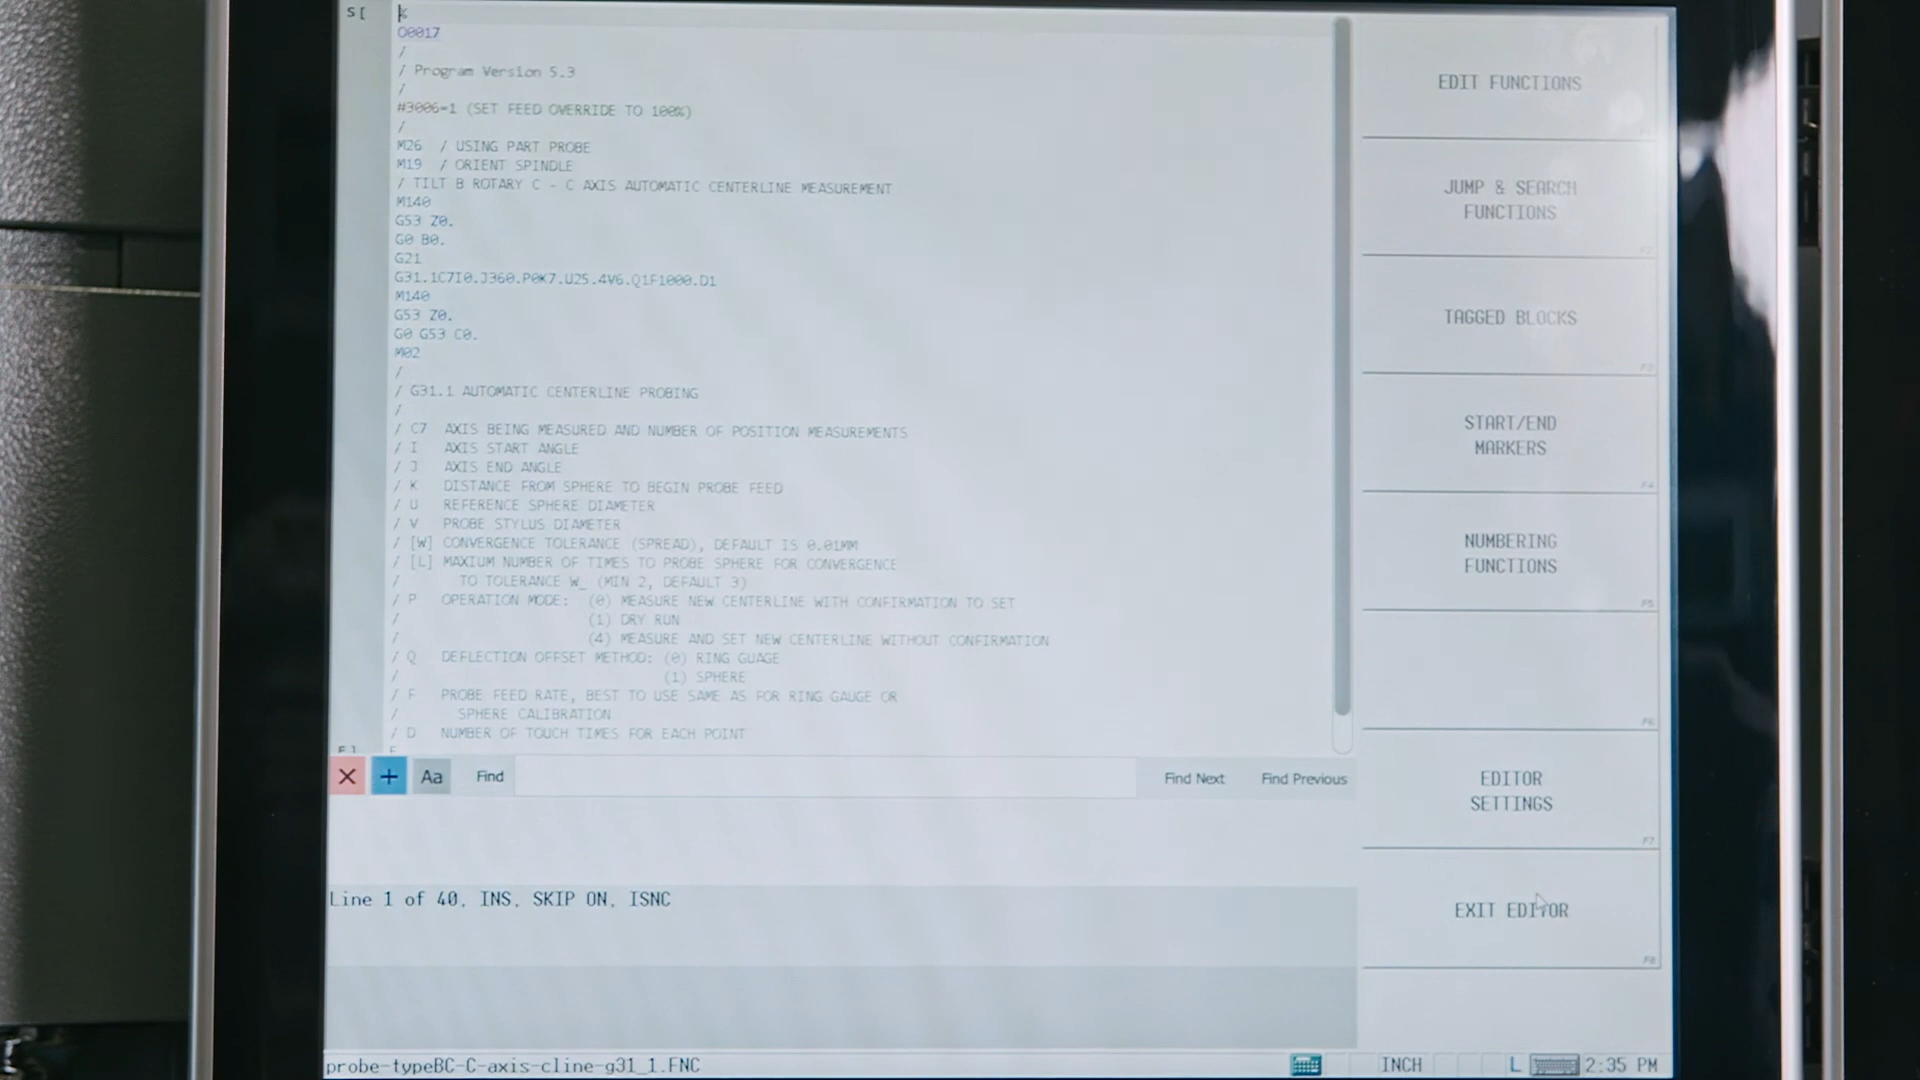 S[ %
O0017
/
/ Program Version 5.3
/
#3006=1 (SET FEED OVERRIDE TO 100%)
/
M26 / USING PART PROBE
M19 / ORIENT SPINDLE
/ TILT B ROTARY C - C AXIS AUTOMATIC CENTERLINE MEASUREMENT
M140
G53 Z0.
G0 B0.
G21
G31.1C7I0.J360.P0K7.U25.4V6.Q1F1000.D1
M140
G53 Z0.
G0 G53 C0.
M02
/
/ G31.1 AUTOMATIC CENTERLINE PROBING
/
/ C7 AXIS BEING MEASURED AND NUMBER OF POSITION MEASUREMENTS
/ I AXIS START ANGLE
/ J AXIS END ANGLE
/ K DISTANCE FROM SPHERE TO BEGIN PROBE FEED
/ U REFERENCE SPHERE DIAMETER
/ V PROBE STYLUS DIAMETER
/ [W] CONVERGENCE TOLERANCE (SPREAD), DEFAULT IS 0.01MM
/ [L] MAXIUM NUMBER OF TIMES TO PROBE SPHERE FOR CONVERGENCE
/ TO TOLERANCE W_ (MIN 2, DEFAULT 3)
/ P OPERATION MODE: (0) MEASURE NEW CENTERLINE WITH CONFIRMATION TO SET
/ (1) DRY RUN
/ (4) MEASURE AND SET NEW CENTERLINE WITHOUT CONFIRMATION
/ Q DEFLECTION OFFSET METHOD: (0) RING GUAGE
/ (1) SPHERE
/ F PROBE FEED RATE, BEST TO USE SAME AS FOR RING GAUGE OR
/ SPHERE CALIBRATION
/ D NUMBER OF TOUCH TIMES FOR EACH POINT
Aa Find Find Next Find Previous
Line 1 of 40, INS, SKIP ON, ISNC
probe-typeBC-C-axis-cline-g31_1.FNC
INCH L 2:35 PM
EDIT FUNCTIONS
JUMP & SEARCH
FUNCTIONS
F2
TAGGED BLOCKS
F3
START/END
MARKERS
F4
NUMBERING
FUNCTIONS
F5
F6
EDITOR
SETTINGS
F7
EXIT EDITOR
F8